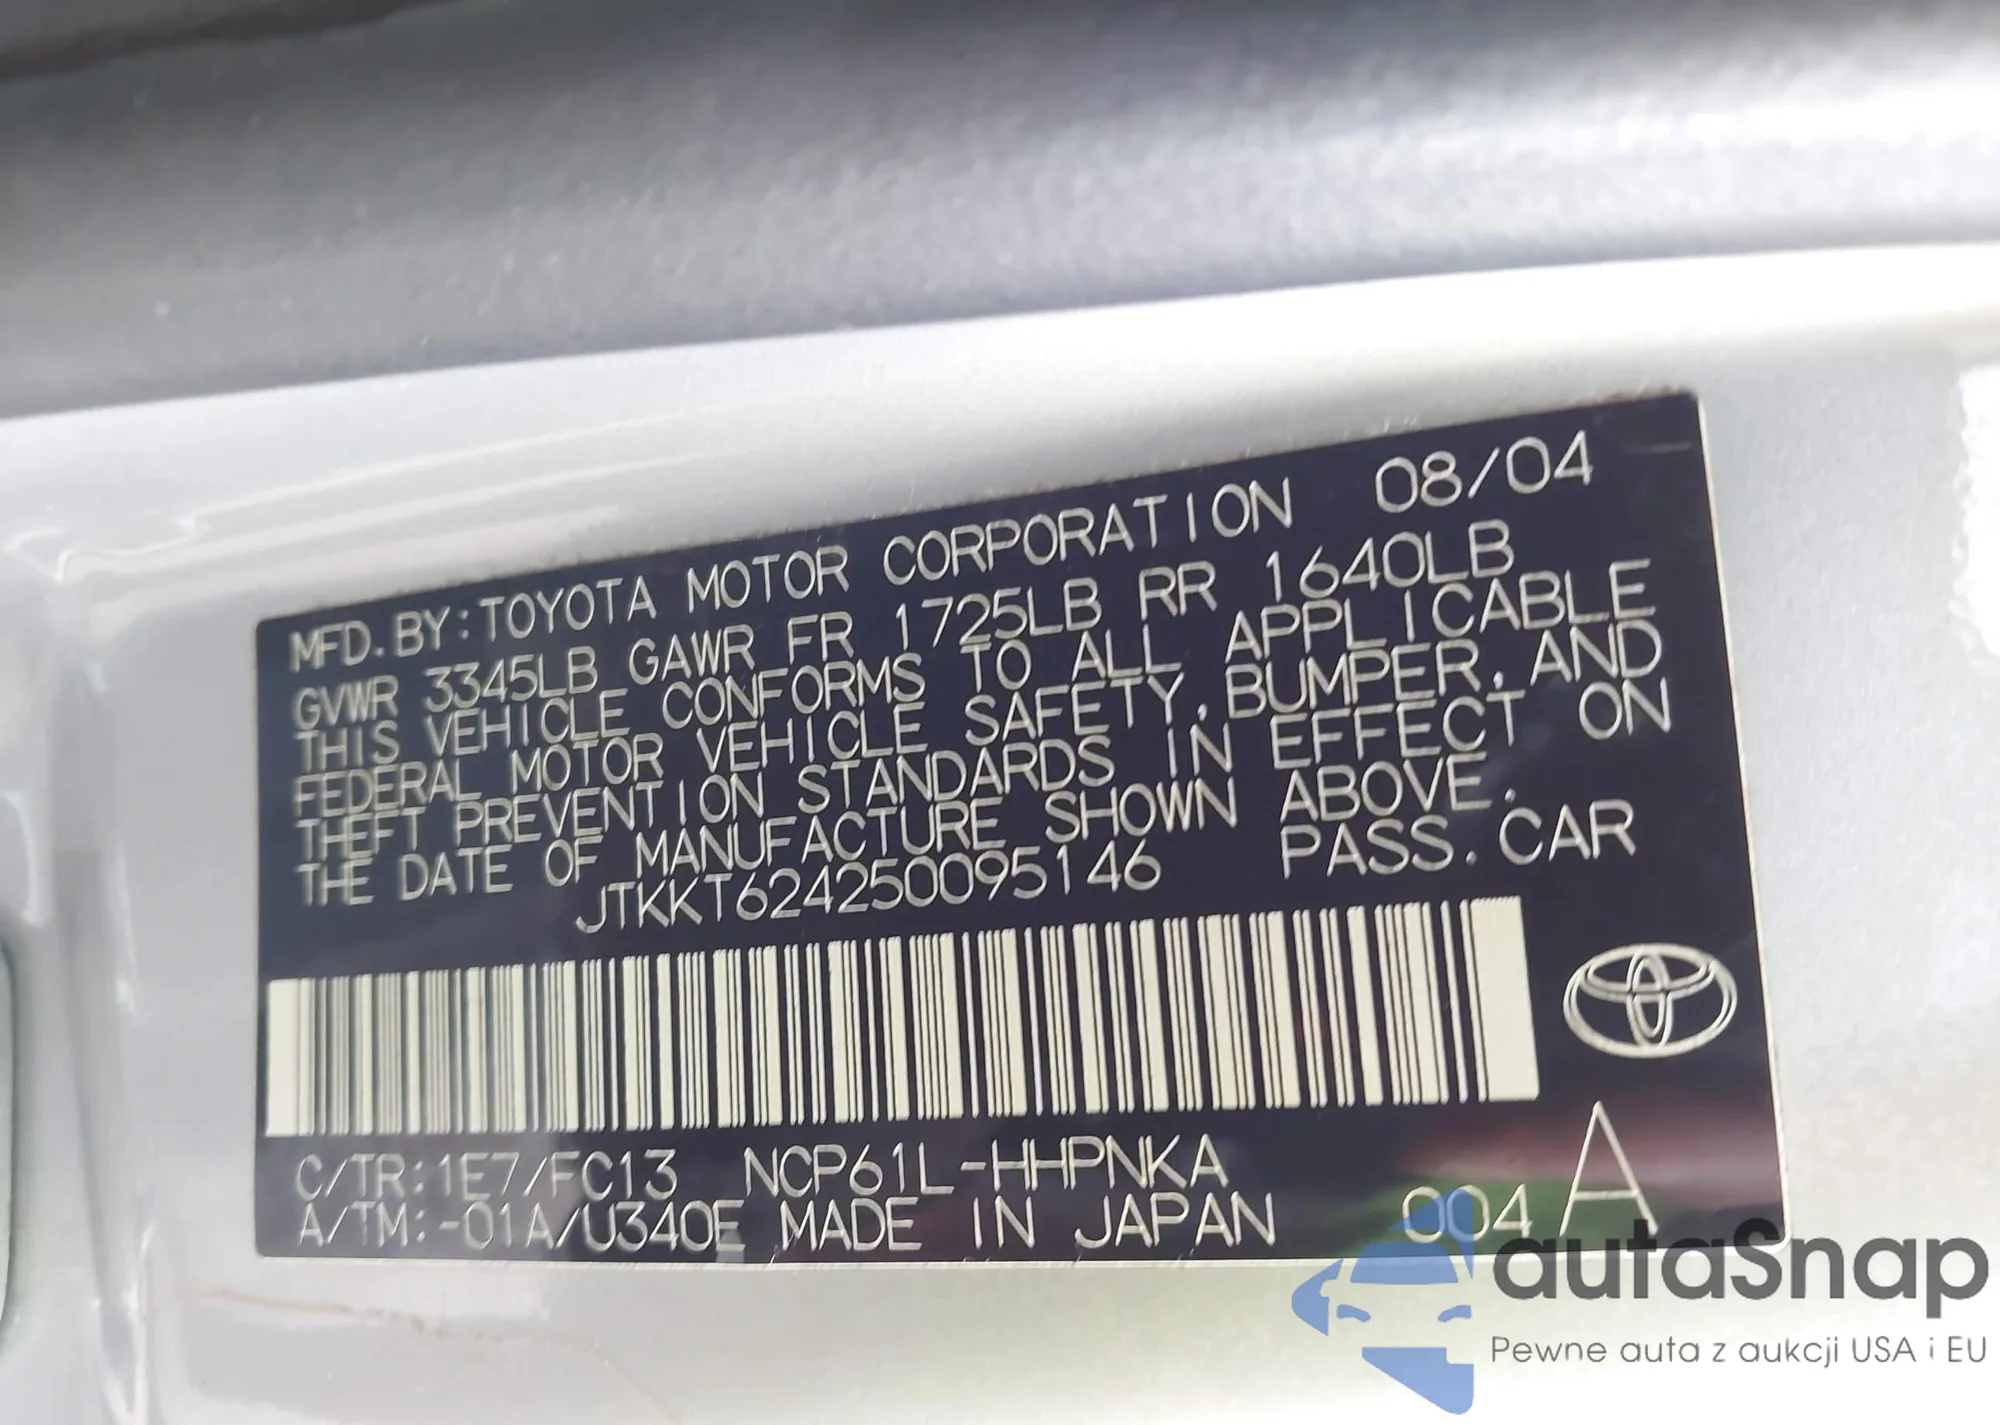 MFD. BY: TOYOTA MOTOR CORPORATION 08/04
GVWR 3345LB GAWR FR 1725LB RR 1640LB
THIS VEHICLE CONFORMS TO ALL APPLICABLE
FEDERAL MOTOR VEHICLE SAFETY, BUMPER, AND
THEFT PREVENTION STANDARDS IN EFFECT ON
THE DATE OF MANUFACTURE SHOWN ABOVE.
JTKKT624250095146 PASS. CAR
C/TR: 1E7/FC13 NCP61L-HHPNKA
A/TM: -01A/U340E MADE IN JAPAN 004 A
autaSnap
Pewne auta z aukcji USA i EU